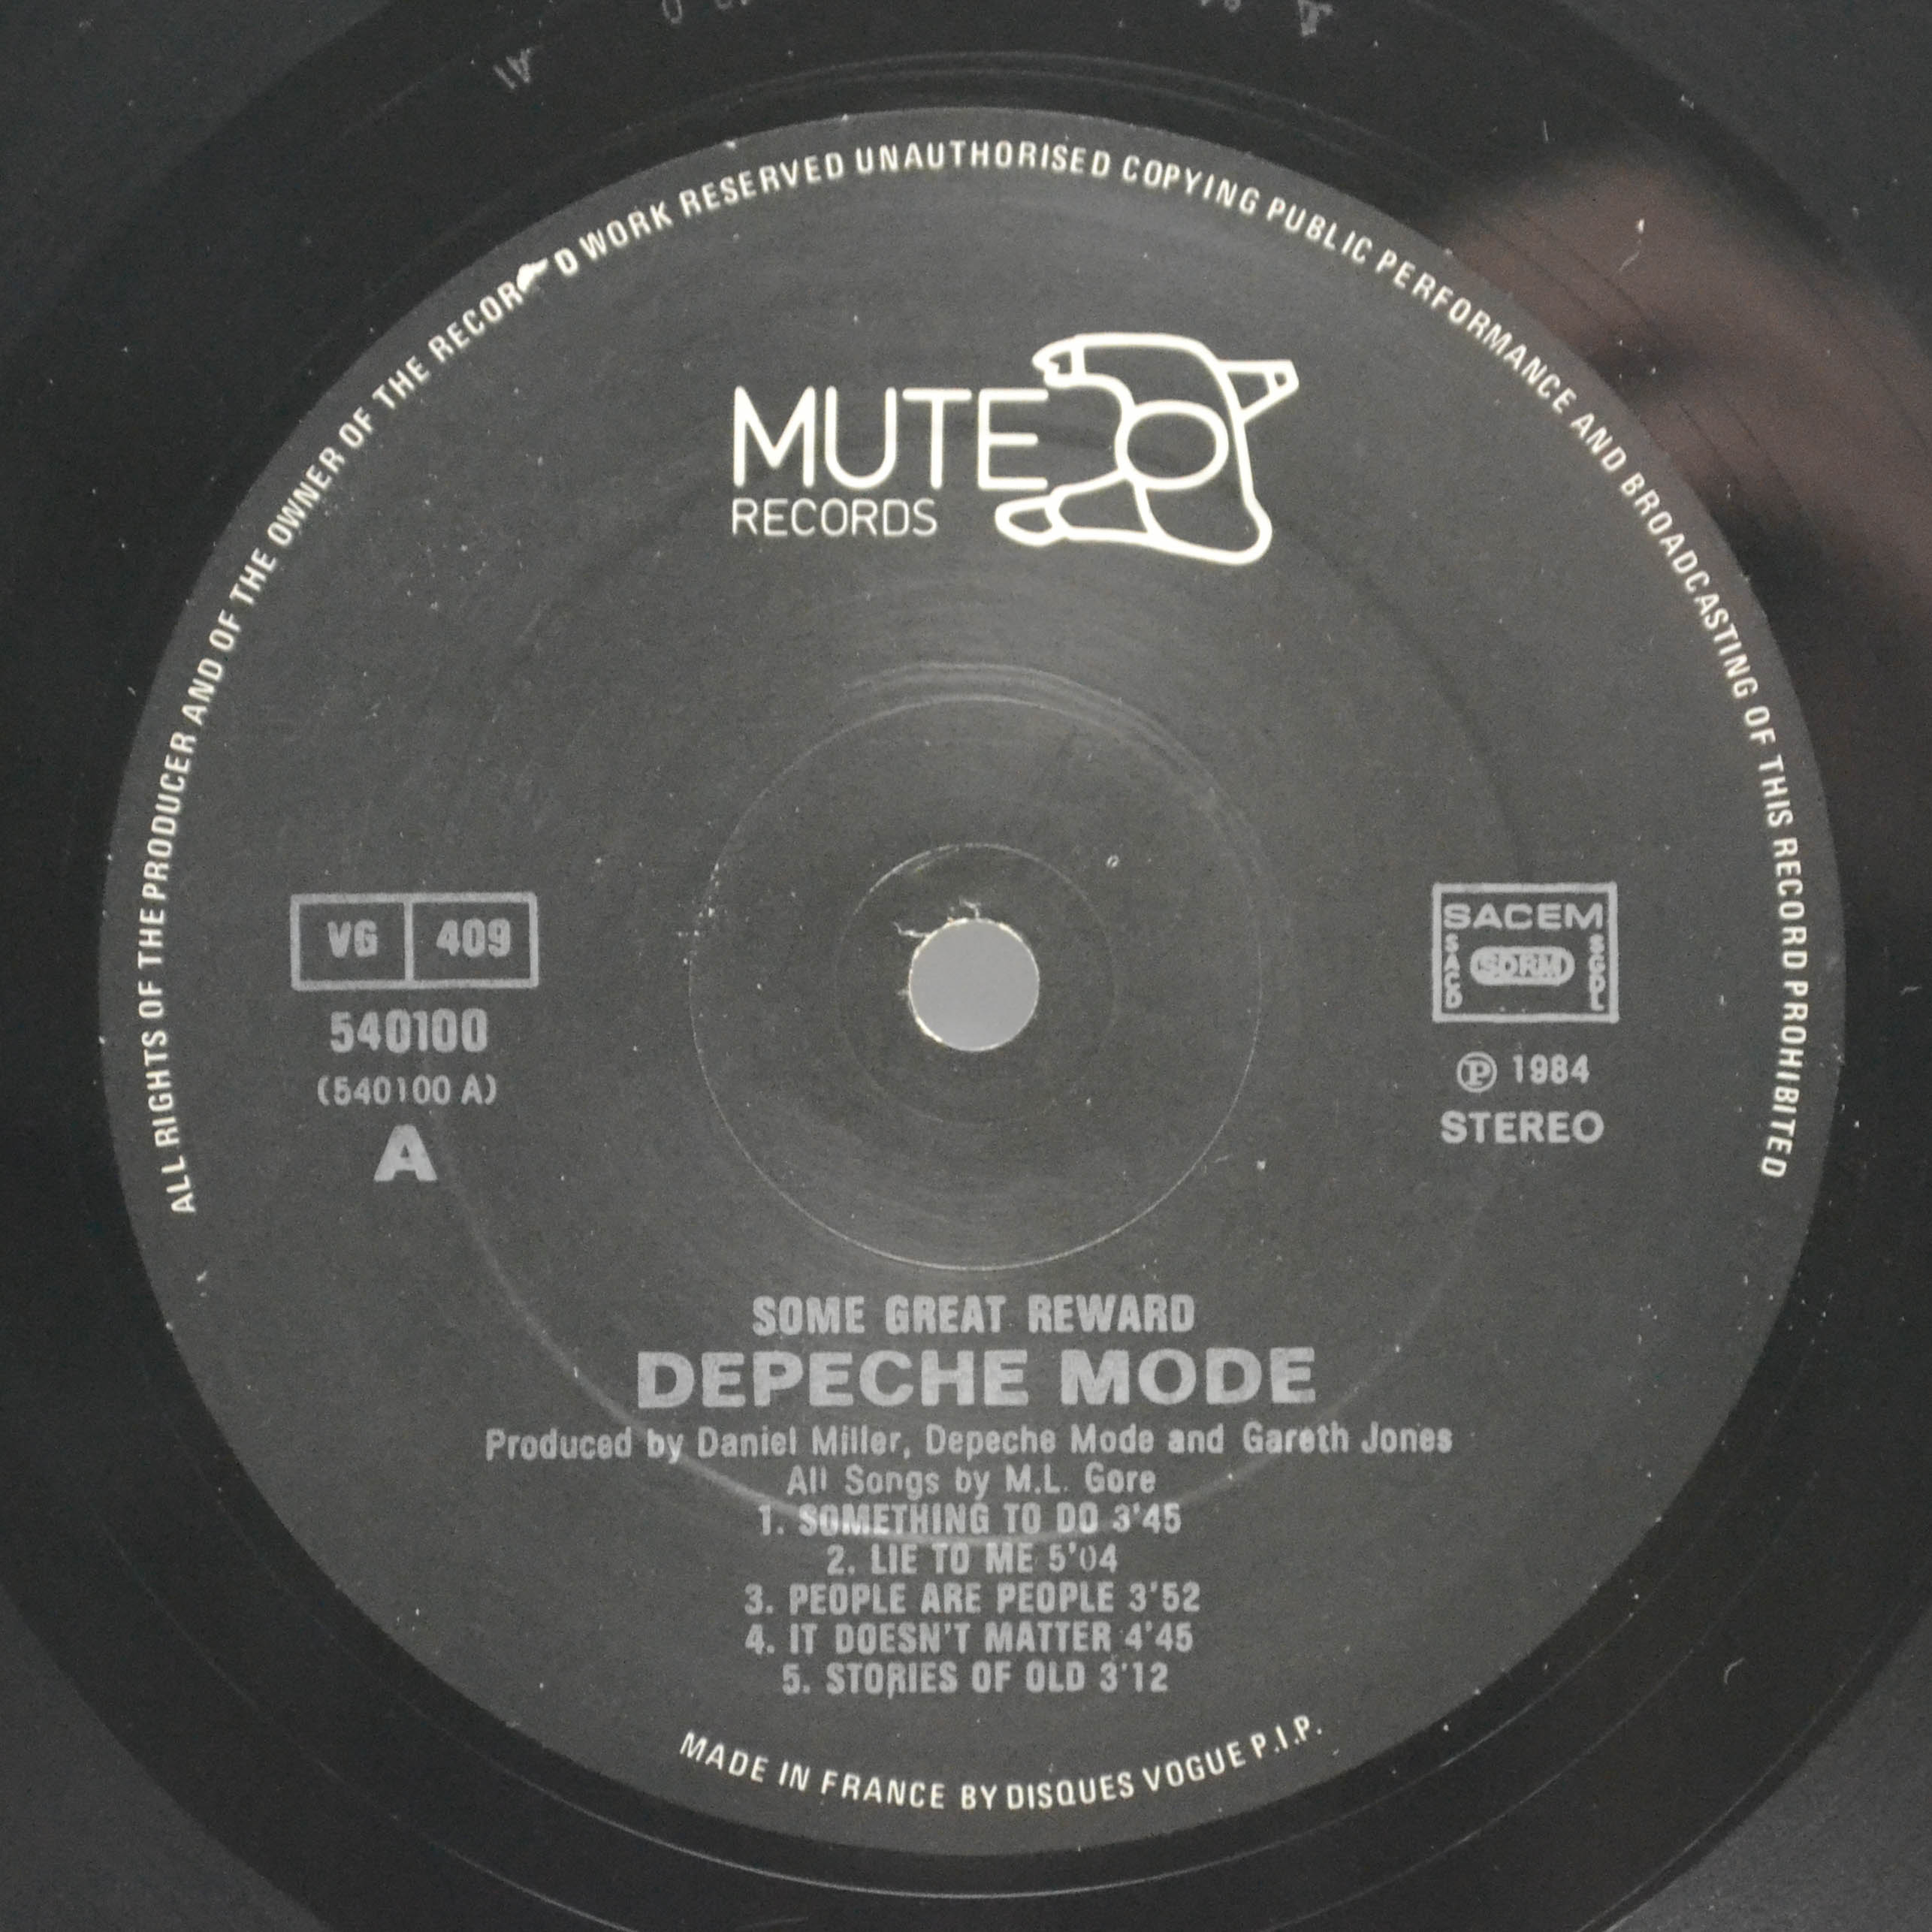 ALL RIGHTS OF THE PRODUCER AND OF THE OWNER OF THE RECOR D WORK RESERVED UNAUTHORISED COPYING PUBLIC PERFORMANCE AND BROADCASTING OF THIS RECORD PROHIBITED
MUTE
RECORDS
VG 409
540100
(540100 A)
A
SACEM
SACD SDRM SGDL
Ⓟ 1984
STEREO
SOME GREAT REWARD
DEPECHE MODE
Produced by Daniel Miller, Depeche Mode and Gareth Jones
All Songs by M.L. Gore
1. SOMETHING TO DO 3'45
2. LIE TO ME 5'04
3. PEOPLE ARE PEOPLE 3'52
4. IT DOESN'T MATTER 4'45
5. STORIES OF OLD 3'12
MADE IN FRANCE BY DISQUES VOGUE P.I.P.